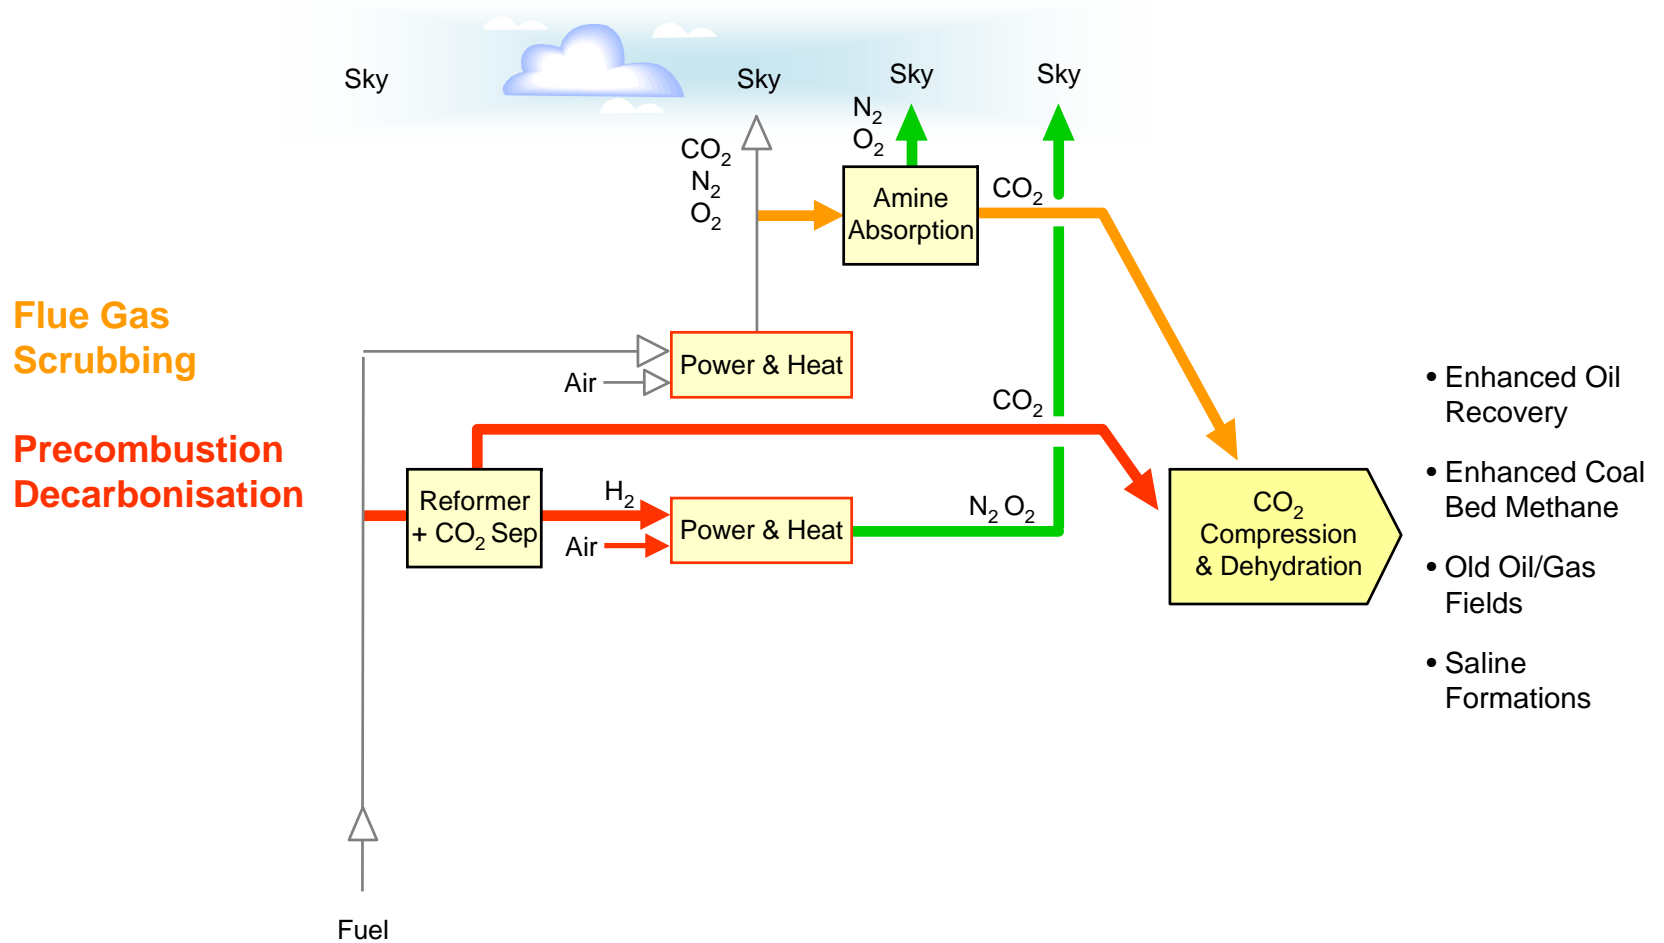 Sky
Sky
Sky
Sky
N₂
O₂
CO₂
N₂
O₂
Amine
Absorption
CO₂
Flue Gas
Scrubbing
Power & Heat
Air
CO₂
Precombustion
Decarbonisation
Reformer
+ CO₂ Sep
H₂
Air
Power & Heat
N₂ O₂
CO₂
Compression
& Dehydration
• Enhanced Oil
Recovery
• Enhanced Coal
Bed Methane
• Old Oil/Gas
Fields
• Saline
Formations
Fuel